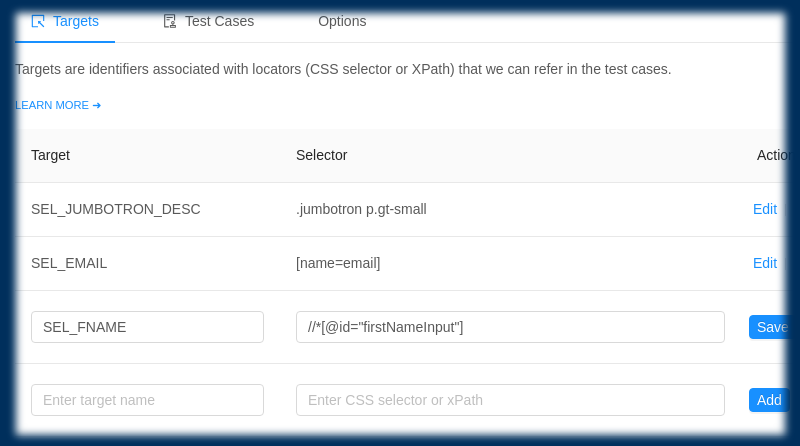 Targets Test Cases Options
Targets are identifiers associated with locators (CSS selector or XPath) that we can refer in the test cases.
LEARN MORE ➔
Target Selector
SEL_JUMBOTRON_DESC .jumbotron p.gt-small Edit
SEL_EMAIL [name=email] Edit
SEL_FNAME //*[@id="firstNameInput"] Save
Enter target name Enter CSS selector or xPath Add